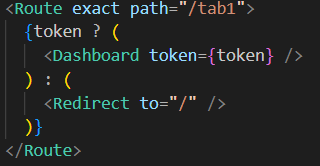 <Route exact path="/tab1">
  {token ? (
    <Dashboard token={token} />
  ) : (
    <Redirect to="/" />
  )}
</Route>